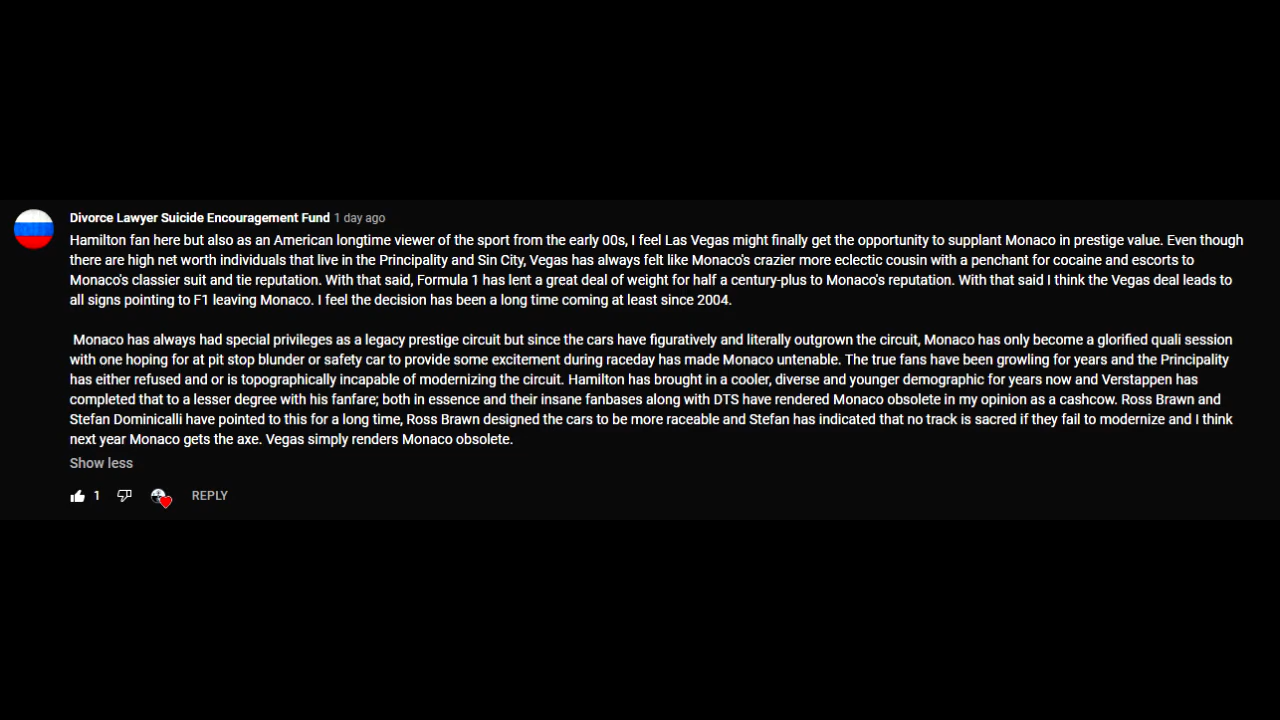 Divorce Lawyer Suicide Encouragement Fund 1 day ago
Hamilton fan here but also as an American longtime viewer of the sport from the early 00s, I feel Las Vegas might finally get the opportunity to supplant Monaco in prestige value. Even though
there are high net worth individuals that live in the Principality and Sin City, Vegas has always felt like Monaco's crazier more eclectic cousin with a penchant for cocaine and escorts to
Monaco's classier suit and tie reputation. With that said, Formula 1 has lent a great deal of weight for half a century-plus to Monaco's reputation. With that said I think the Vegas deal leads to
all signs pointing to F1 leaving Monaco. I feel the decision has been a long time coming at least since 2004.
Monaco has always had special privileges as a legacy prestige circuit but since the cars have figuratively and literally outgrown the circuit, Monaco has only become a glorified quali session
with one hoping for at pit stop blunder or safety car to provide some excitement during raceday has made Monaco untenable. The true fans have been growling for years and the Principality
has either refused and or is topographically incapable of modernizing the circuit. Hamilton has brought in a cooler, diverse and younger demographic for years now and Verstappen has
completed that to a lesser degree with his fanfare; both in essence and their insane fanbases along with DTS have rendered Monaco obsolete in my opinion as a cashcow. Ross Brawn and
Stefan Dominicalli have pointed to this for a long time, Ross Brawn designed the cars to be more raceable and Stefan has indicated that no track is sacred if they fail to modernize and I think
next year Monaco gets the axe. Vegas simply renders Monaco obsolete.
Show less
1 REPLY